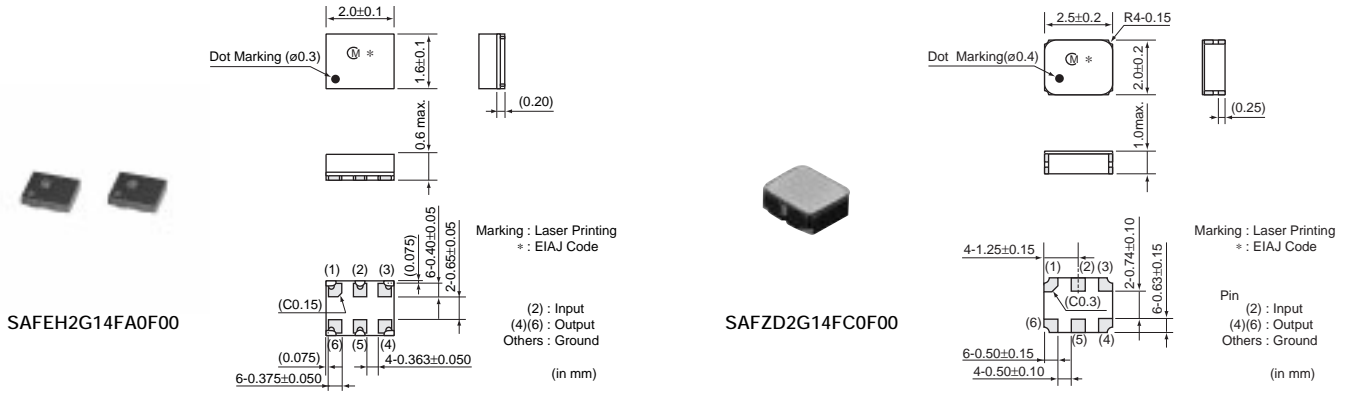 2.0±0.1
Dot Marking (ø0.3)
M *
1.6±0.1
(0.20)
0.6 max.
Marking : Laser Printing
* : EIAJ Code
(0.075)
6-0.40±0.05
2-0.65±0.05
(1) (2) (3)
(C0.15)
(2) : Input
(4)(6) : Output
Others : Ground
SAFEH2G14FA0F00
(6) (5) (4)
(0.075)
4-0.363±0.050
6-0.375±0.050
(in mm)
2.5±0.2
R4-0.15
Dot Marking(ø0.4)
M *
2.0±0.2
(0.25)
1.0max.
Marking : Laser Printing
* : EIAJ Code
4-1.25±0.15
2-0.74±0.10
6-0.63±0.15
(1) (2) (3)
(C0.3)
Pin
(2) : Input
(4)(6) : Output
Others : Ground
SAFZD2G14FC0F00
(6) (5) (4)
6-0.50±0.15
4-0.50±0.10
(in mm)